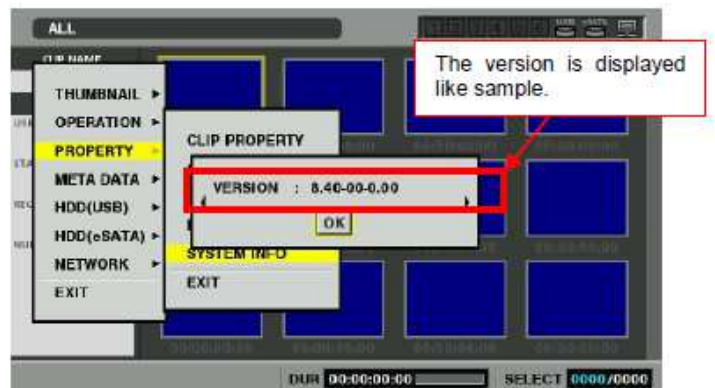 ALL
CLIP NAME
The version is displayed
like sample.
THUMBNAIL
OPERATION
PROPERTY
META DATA
HDD(USB)
HDD(eSATA)
NETWORK
EXIT
CLIP PROPERTY
VERSION : 8.40-00-0.00
OK
SYSTEM INFO
EXIT
DUR 00:00:00:00
SELECT 0000/0000